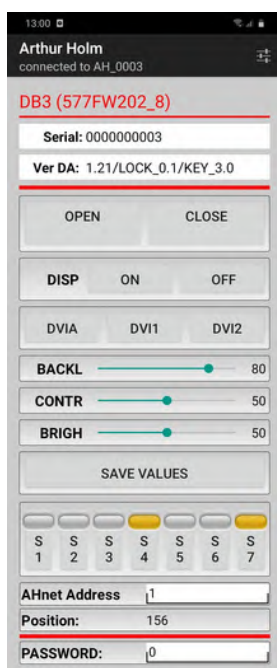 13:00
Arthur Holm
connected to AH_0003
DB3 (577FW202_8)
Serial: 0000000003
Ver DA: 1.21/LOCK_0.1/KEY_3.0
OPEN CLOSE
DISP ON OFF
DVIA DVI1 DVI2
BACKL 80
CONTR 50
BRIGH 50
SAVE VALUES
S S S S S S S
1 2 3 4 5 6 7
AHnet Address 1
Position: 156
PASSWORD: 0